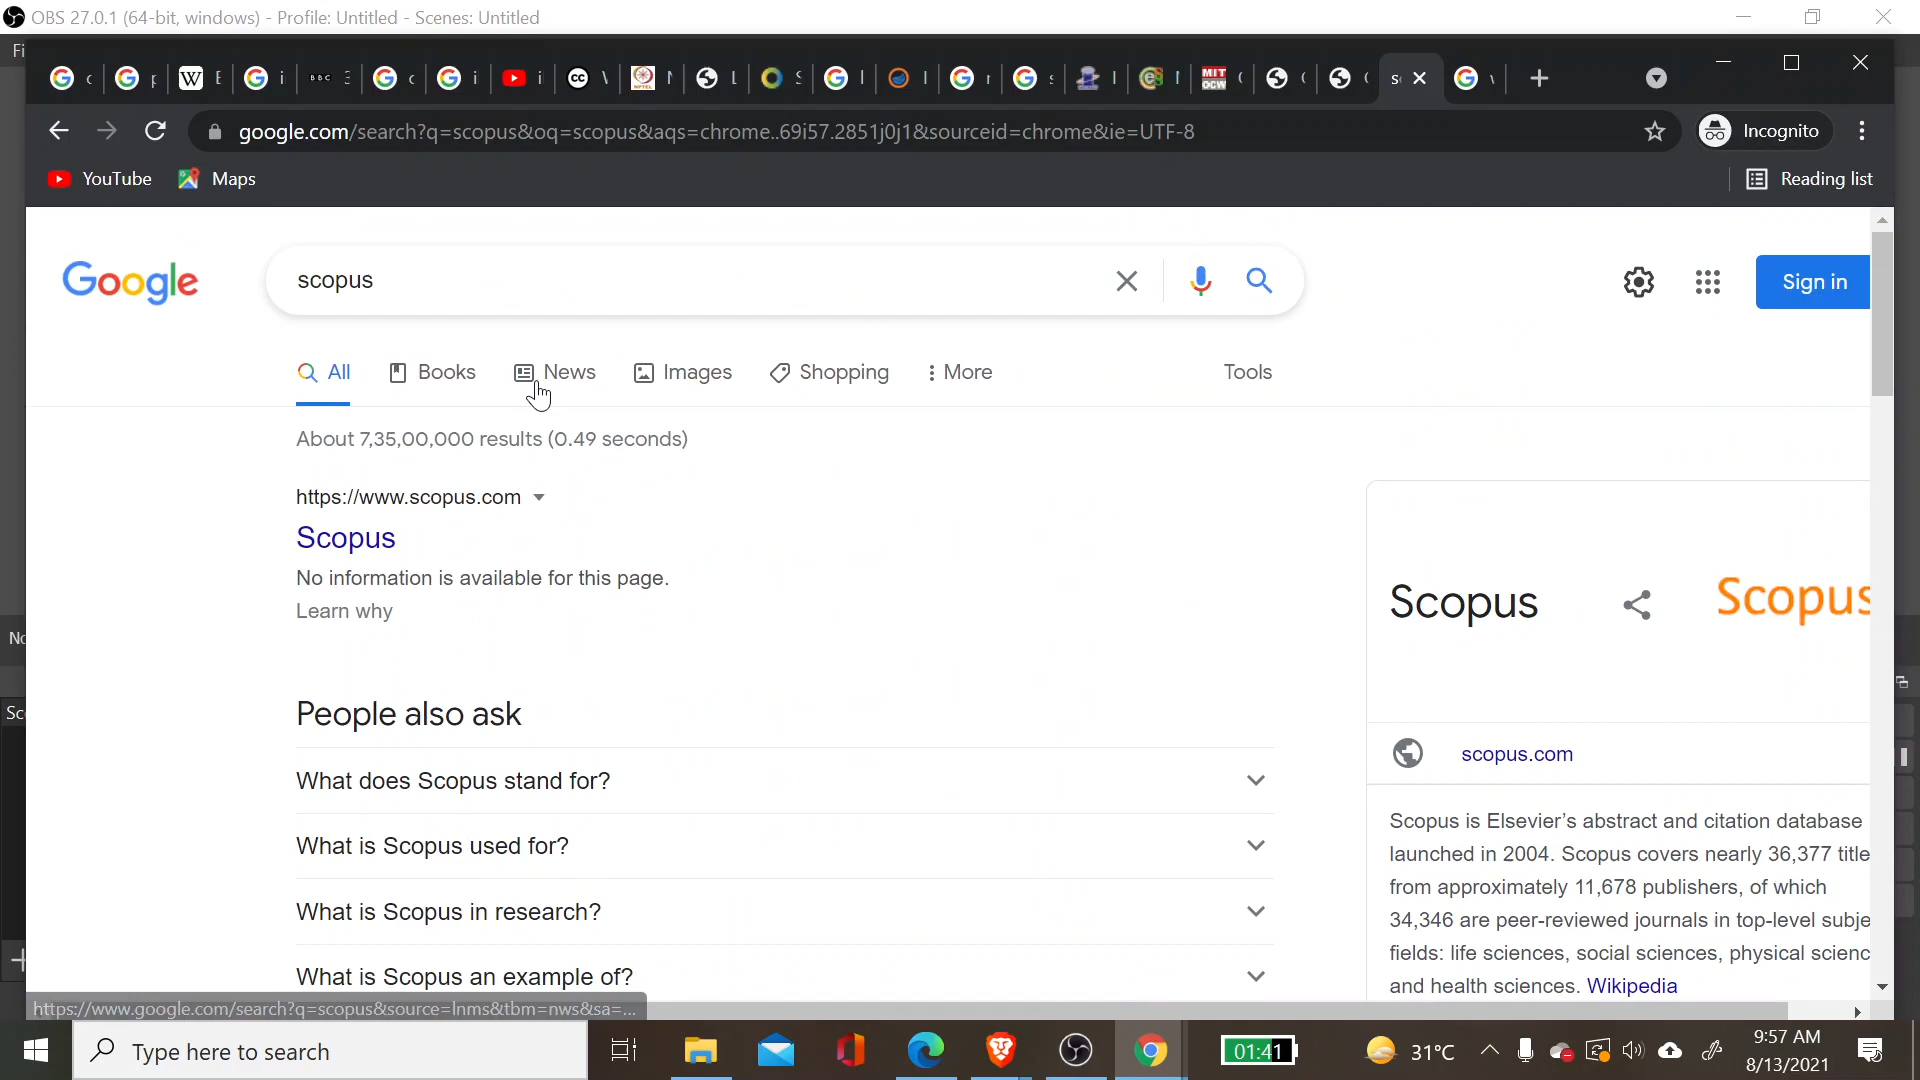 OBS 27.0.1 (64-bit, windows) - Profile: Untitled - Scenes: Untitled
Fi
google.com/search?q=scopus&oq=scopus&aqs=chrome..69i57.2851j0j1&sourceid=chrome&ie=UTF-8
Incognito
YouTube Maps Reading list
Google scopus Sign in
All Books News Images Shopping More Tools
About 7,35,00,000 results (0.49 seconds)
https://www.scopus.com
Scopus
No information is available for this page.
Learn why
People also ask
What does Scopus stand for?
What is Scopus used for?
What is Scopus in research?
What is Scopus an example of?
Scopus Scopus
scopus.com
Scopus is Elsevier's abstract and citation database
launched in 2004. Scopus covers nearly 36,377 title
from approximately 11,678 publishers, of which
34,346 are peer-reviewed journals in top-level subje
fields: life sciences, social sciences, physical scienc
and health sciences. Wikipedia
https://www.google.com/search?q=scopus&source=lnms&tbm=nws&sa=...
Type here to search
01:41
31°C
9:57 AM
8/13/2021